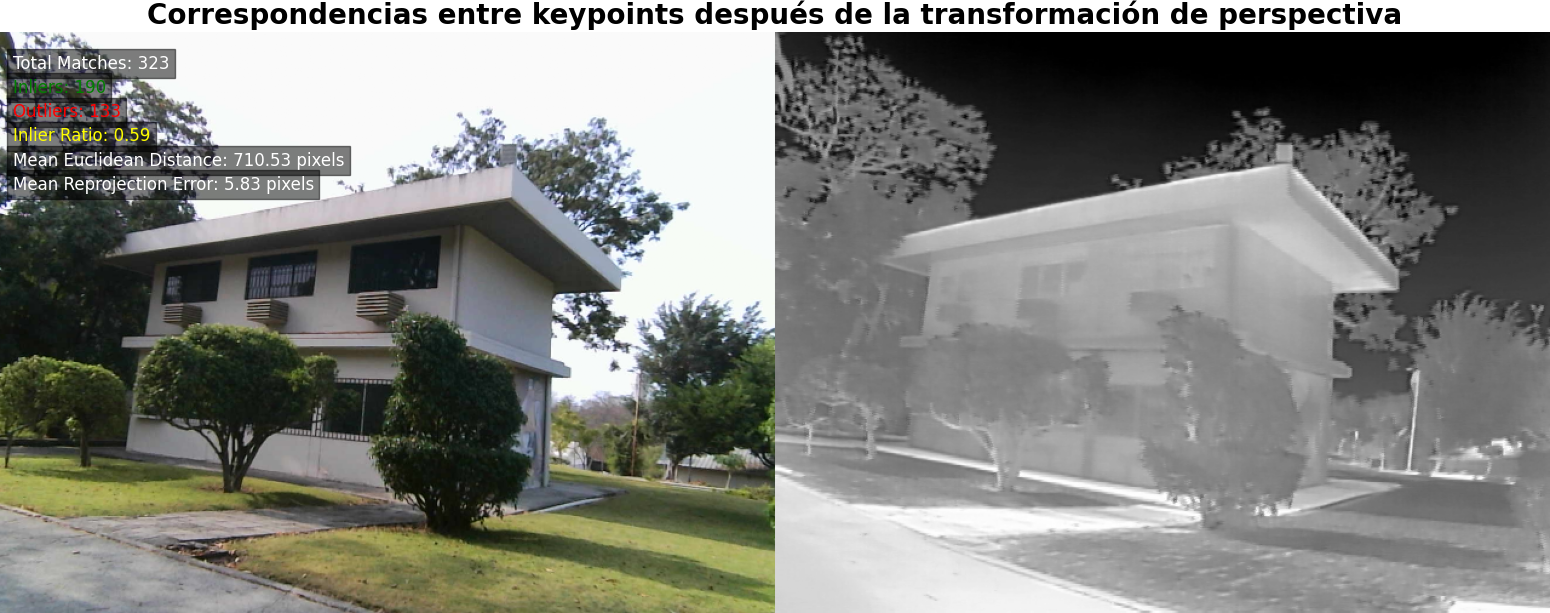 Correspondencias entre keypoints después de la transformación de perspectiva
Total Matches: 323
Inliers: 190
Outliers: 133
Inlier Ratio: 0.59
Mean Euclidean Distance: 710.53 pixels
Mean Reprojection Error: 5.83 pixels